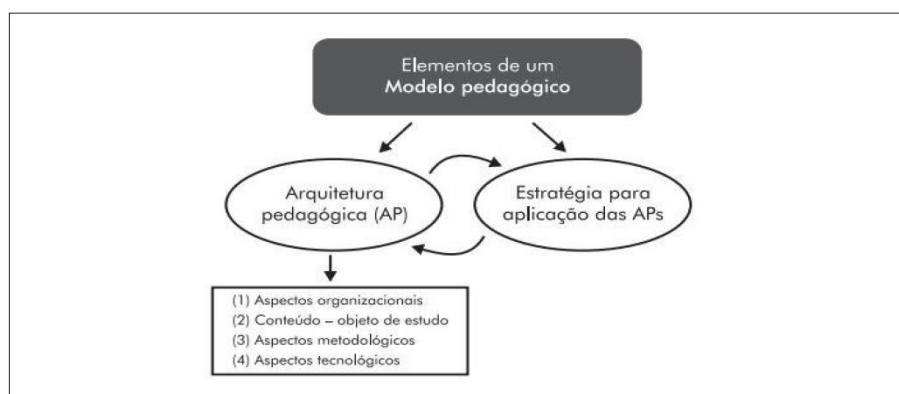 Elementos de um
Modelo pedagógico
Arquitetura
pedagógica (AP)
Estratégia para
aplicação das APs
(1) Aspectos organizacionais
(2) Conteúdo – objeto de estudo
(3) Aspectos metodológicos
(4) Aspectos tecnológicos